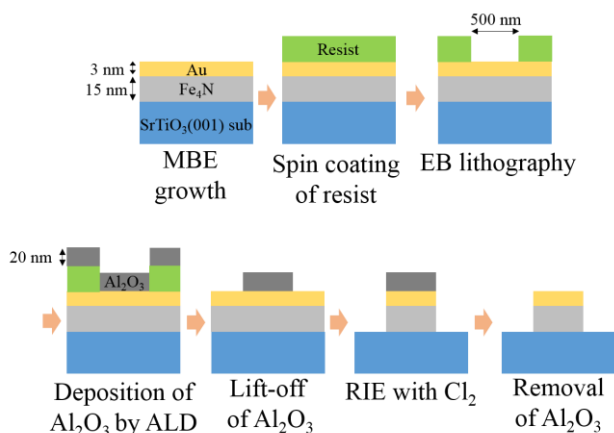 500 nm
Resist
3 nm
Au
15 nm
Fe₄N
SrTiO₃(001) sub
MBE
growth
Spin coating
of resist
EB lithography
20 nm
Al₂O₃
Deposition of
Al₂O₃ by ALD
Lift-off
of Al₂O₃
RIE with Cl₂
Removal
of Al₂O₃